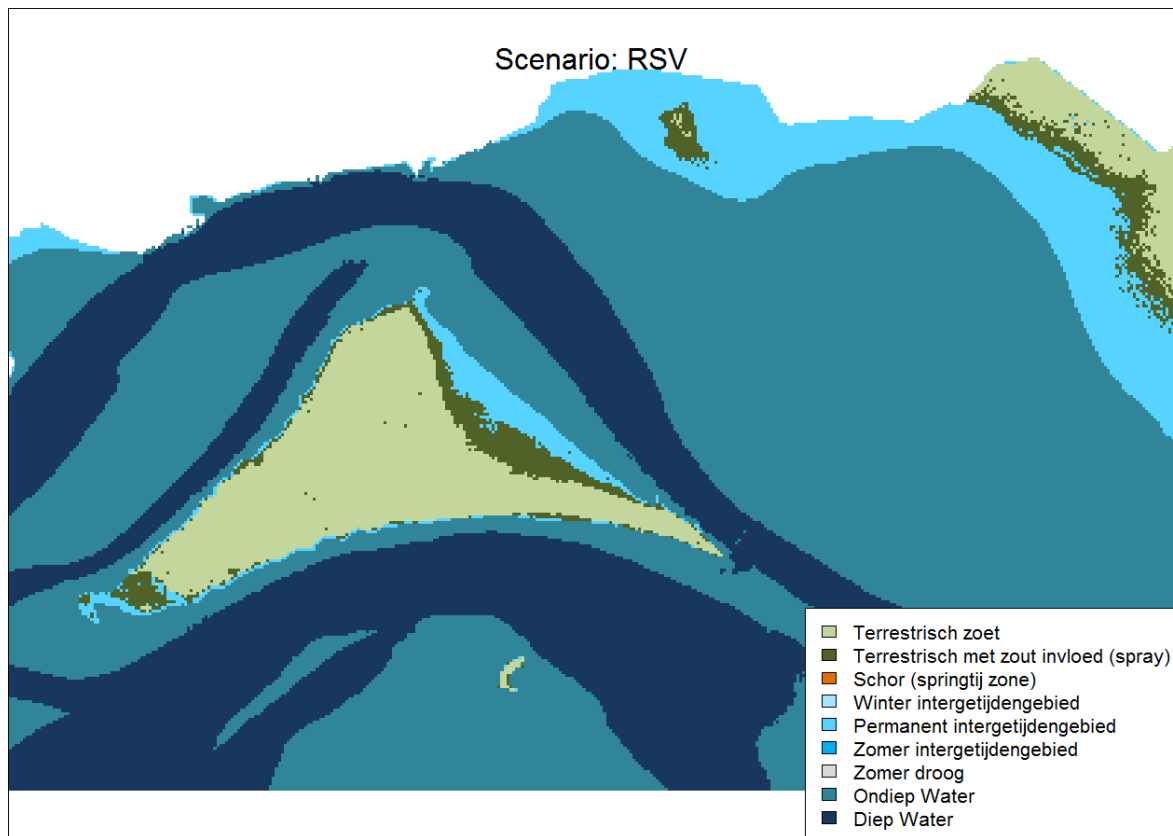 Scenario: RSV
Terrestrisch zoet
Terrestrisch met zout invloed (spray)
Schor (springtij zone)
Winter intergetijdengebied
Permanent intergetijdengebied
Zomer intergetijdengebied
Zomer droog
Ondiep Water
Diep Water